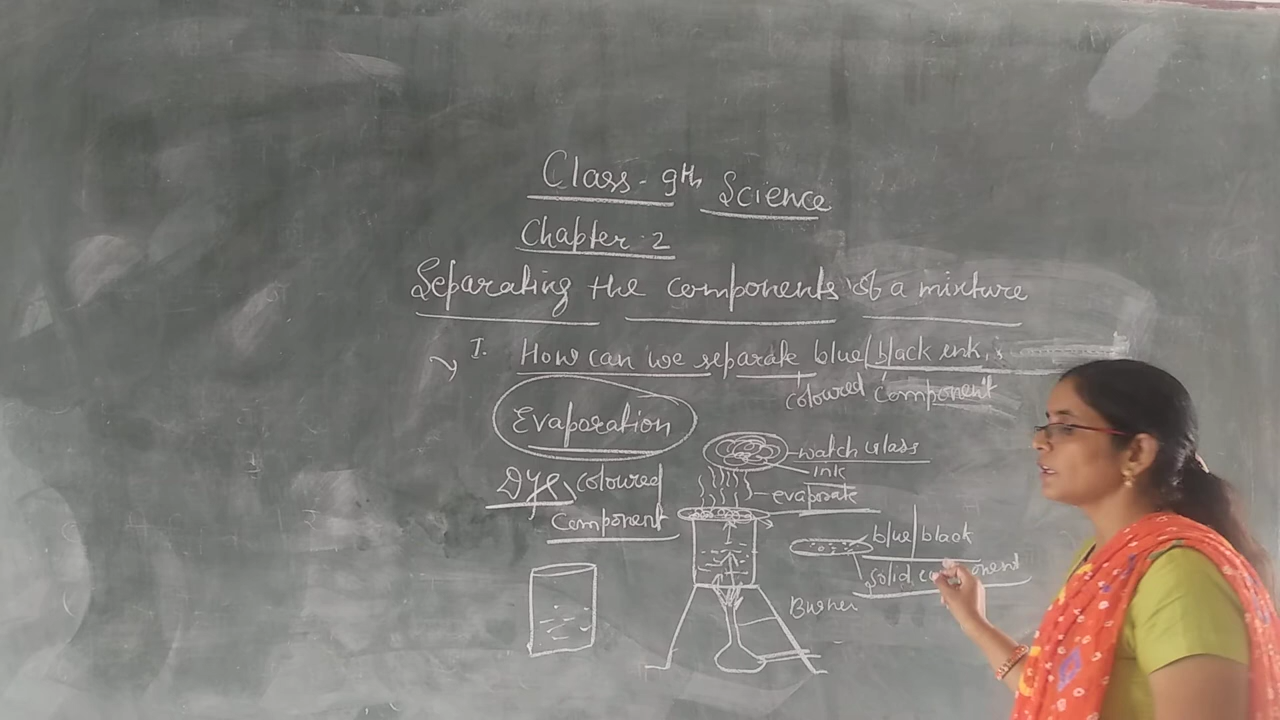 Class - 9th Science
Chapter - 2
Separating the components of a mixture
I. How can we separate blue/black ink,
coloured component
Evaporation
Dye, coloured
component
watch glass
ink
evaporate
blue/black
solid component
Burner